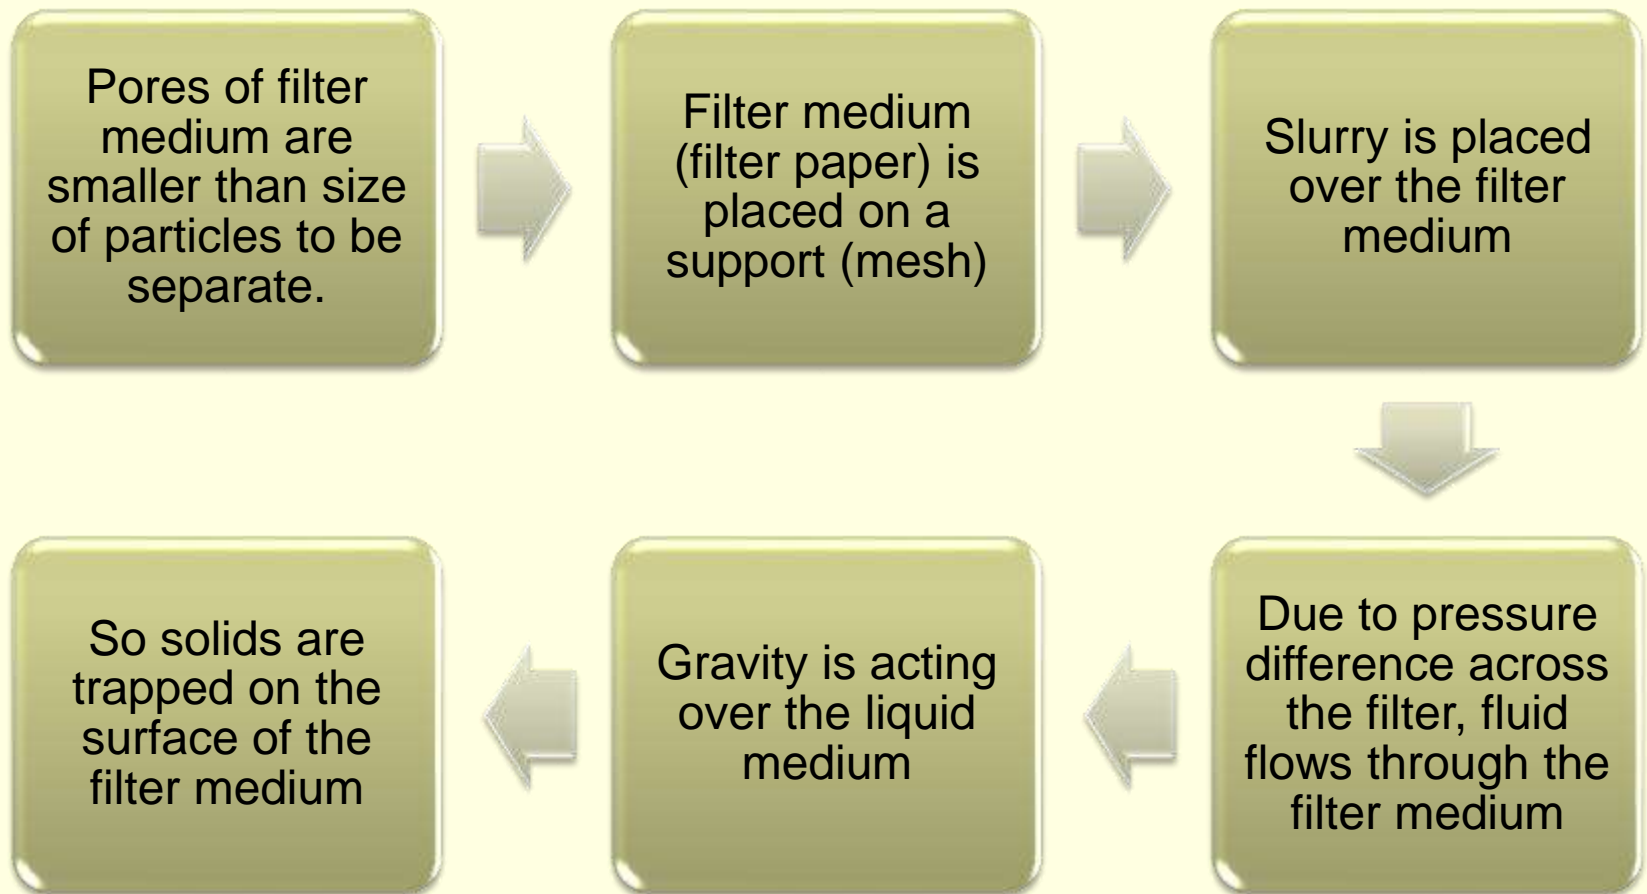 Pores of filter
medium are
smaller than size
of particles to be
separate.
Filter medium
(filter paper) is
placed on a
support (mesh)
Slurry is placed
over the filter
medium
Due to pressure
difference across
the filter, fluid
flows through the
filter medium
Gravity is acting
over the liquid
medium
So solids are
trapped on the
surface of the
filter medium